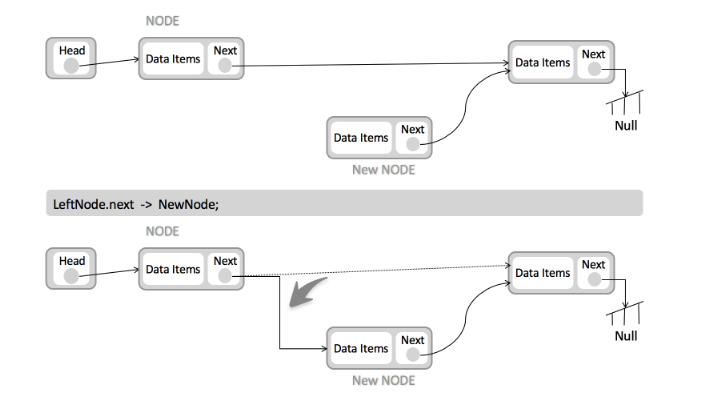 NODE
Head
Data Items Next
Data Items Next
Null
Data Items Next
New NODE
LeftNode.next -> NewNode;
NODE
Head
Data Items Next
Data Items Next
Null
Data Items Next
New NODE